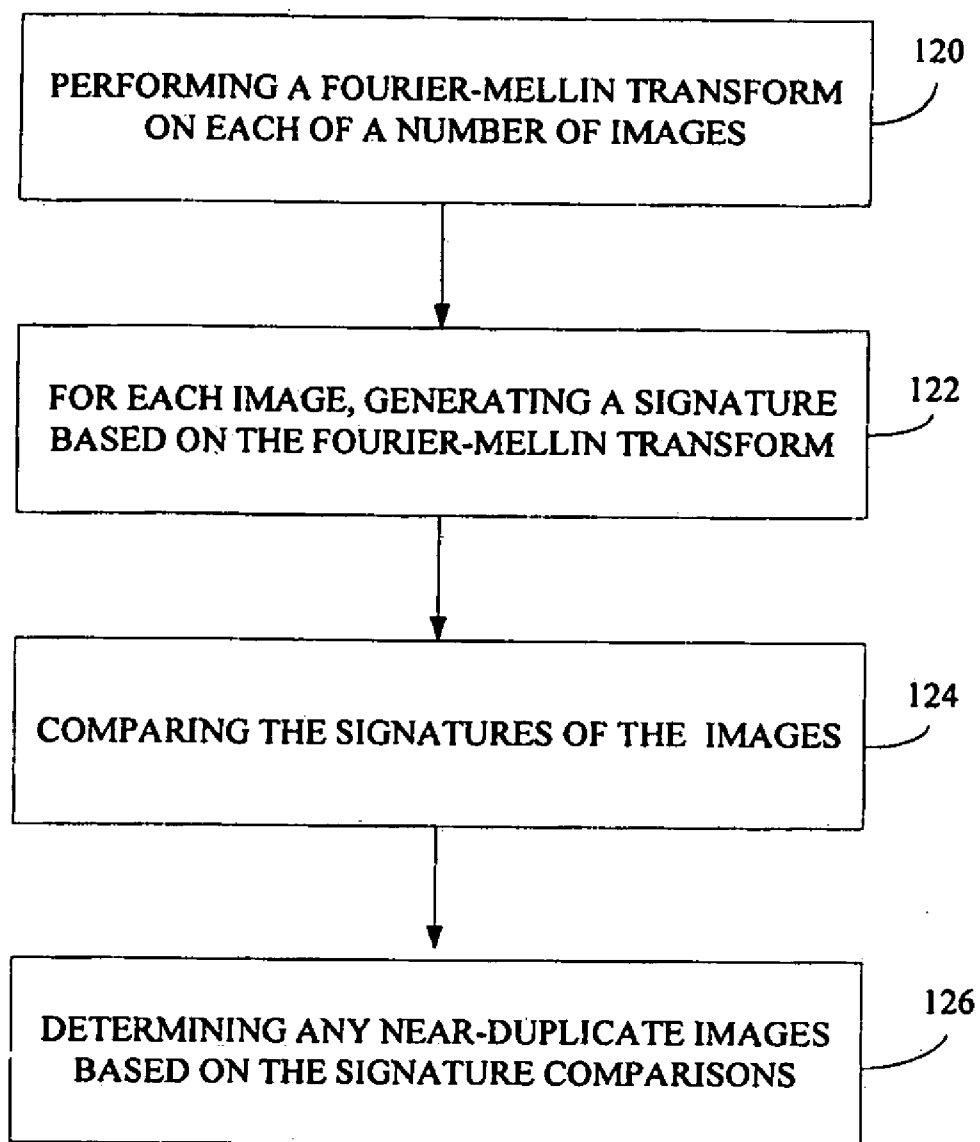 120
PERFORMING A FOURIER-MELLIN TRANSFORM
ON EACH OF A NUMBER OF IMAGES
122
FOR EACH IMAGE, GENERATING A SIGNATURE
BASED ON THE FOURIER-MELLIN TRANSFORM
124
COMPARING THE SIGNATURES OF THE IMAGES
126
DETERMINING ANY NEAR-DUPLICATE IMAGES
BASED ON THE SIGNATURE COMPARISONS